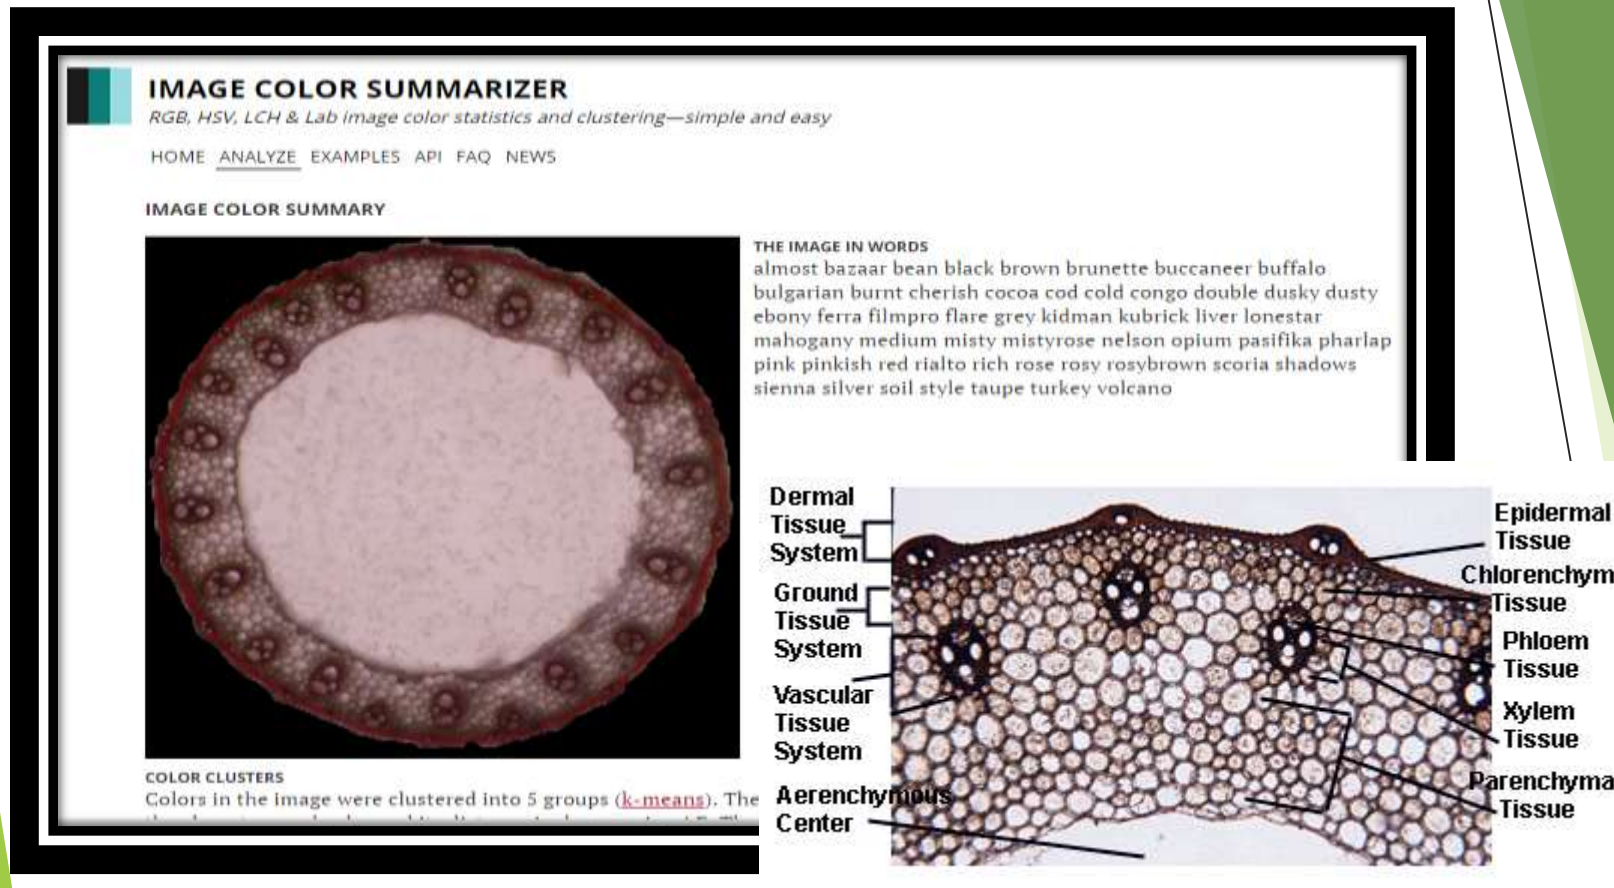 IMAGE COLOR SUMMARIZER
RGB, HSV, LCH & Lab image color statistics and clustering—simple and easy
HOME ANALYZE EXAMPLES API FAQ NEWS
IMAGE COLOR SUMMARY
THE IMAGE IN WORDS
almost bazaar bean black brown brunette buccaneer buffalo
bulgarian burnt cherish cocoa cod cold congo double dusky dusty
ebony ferra filmpro flare grey kidman kubrick liver lonestar
mahogany medium misty mistyrose nelson opium pasifika pharlap
pink pinkish red rialto rich rose rosy rosybrown scoria shadows
sienna silver soil style taupe turkey volcano
COLOR CLUSTERS
Colors in the image were clustered into 5 groups (k-means). The
Dermal
Tissue
System
Ground
Tissue
System
Vascular
Tissue
System
Aerenchymous
Center
Epidermal
Tissue
Chlorenchym
Tissue
Phloem
Tissue
Xylem
Tissue
Parenchyma
Tissue